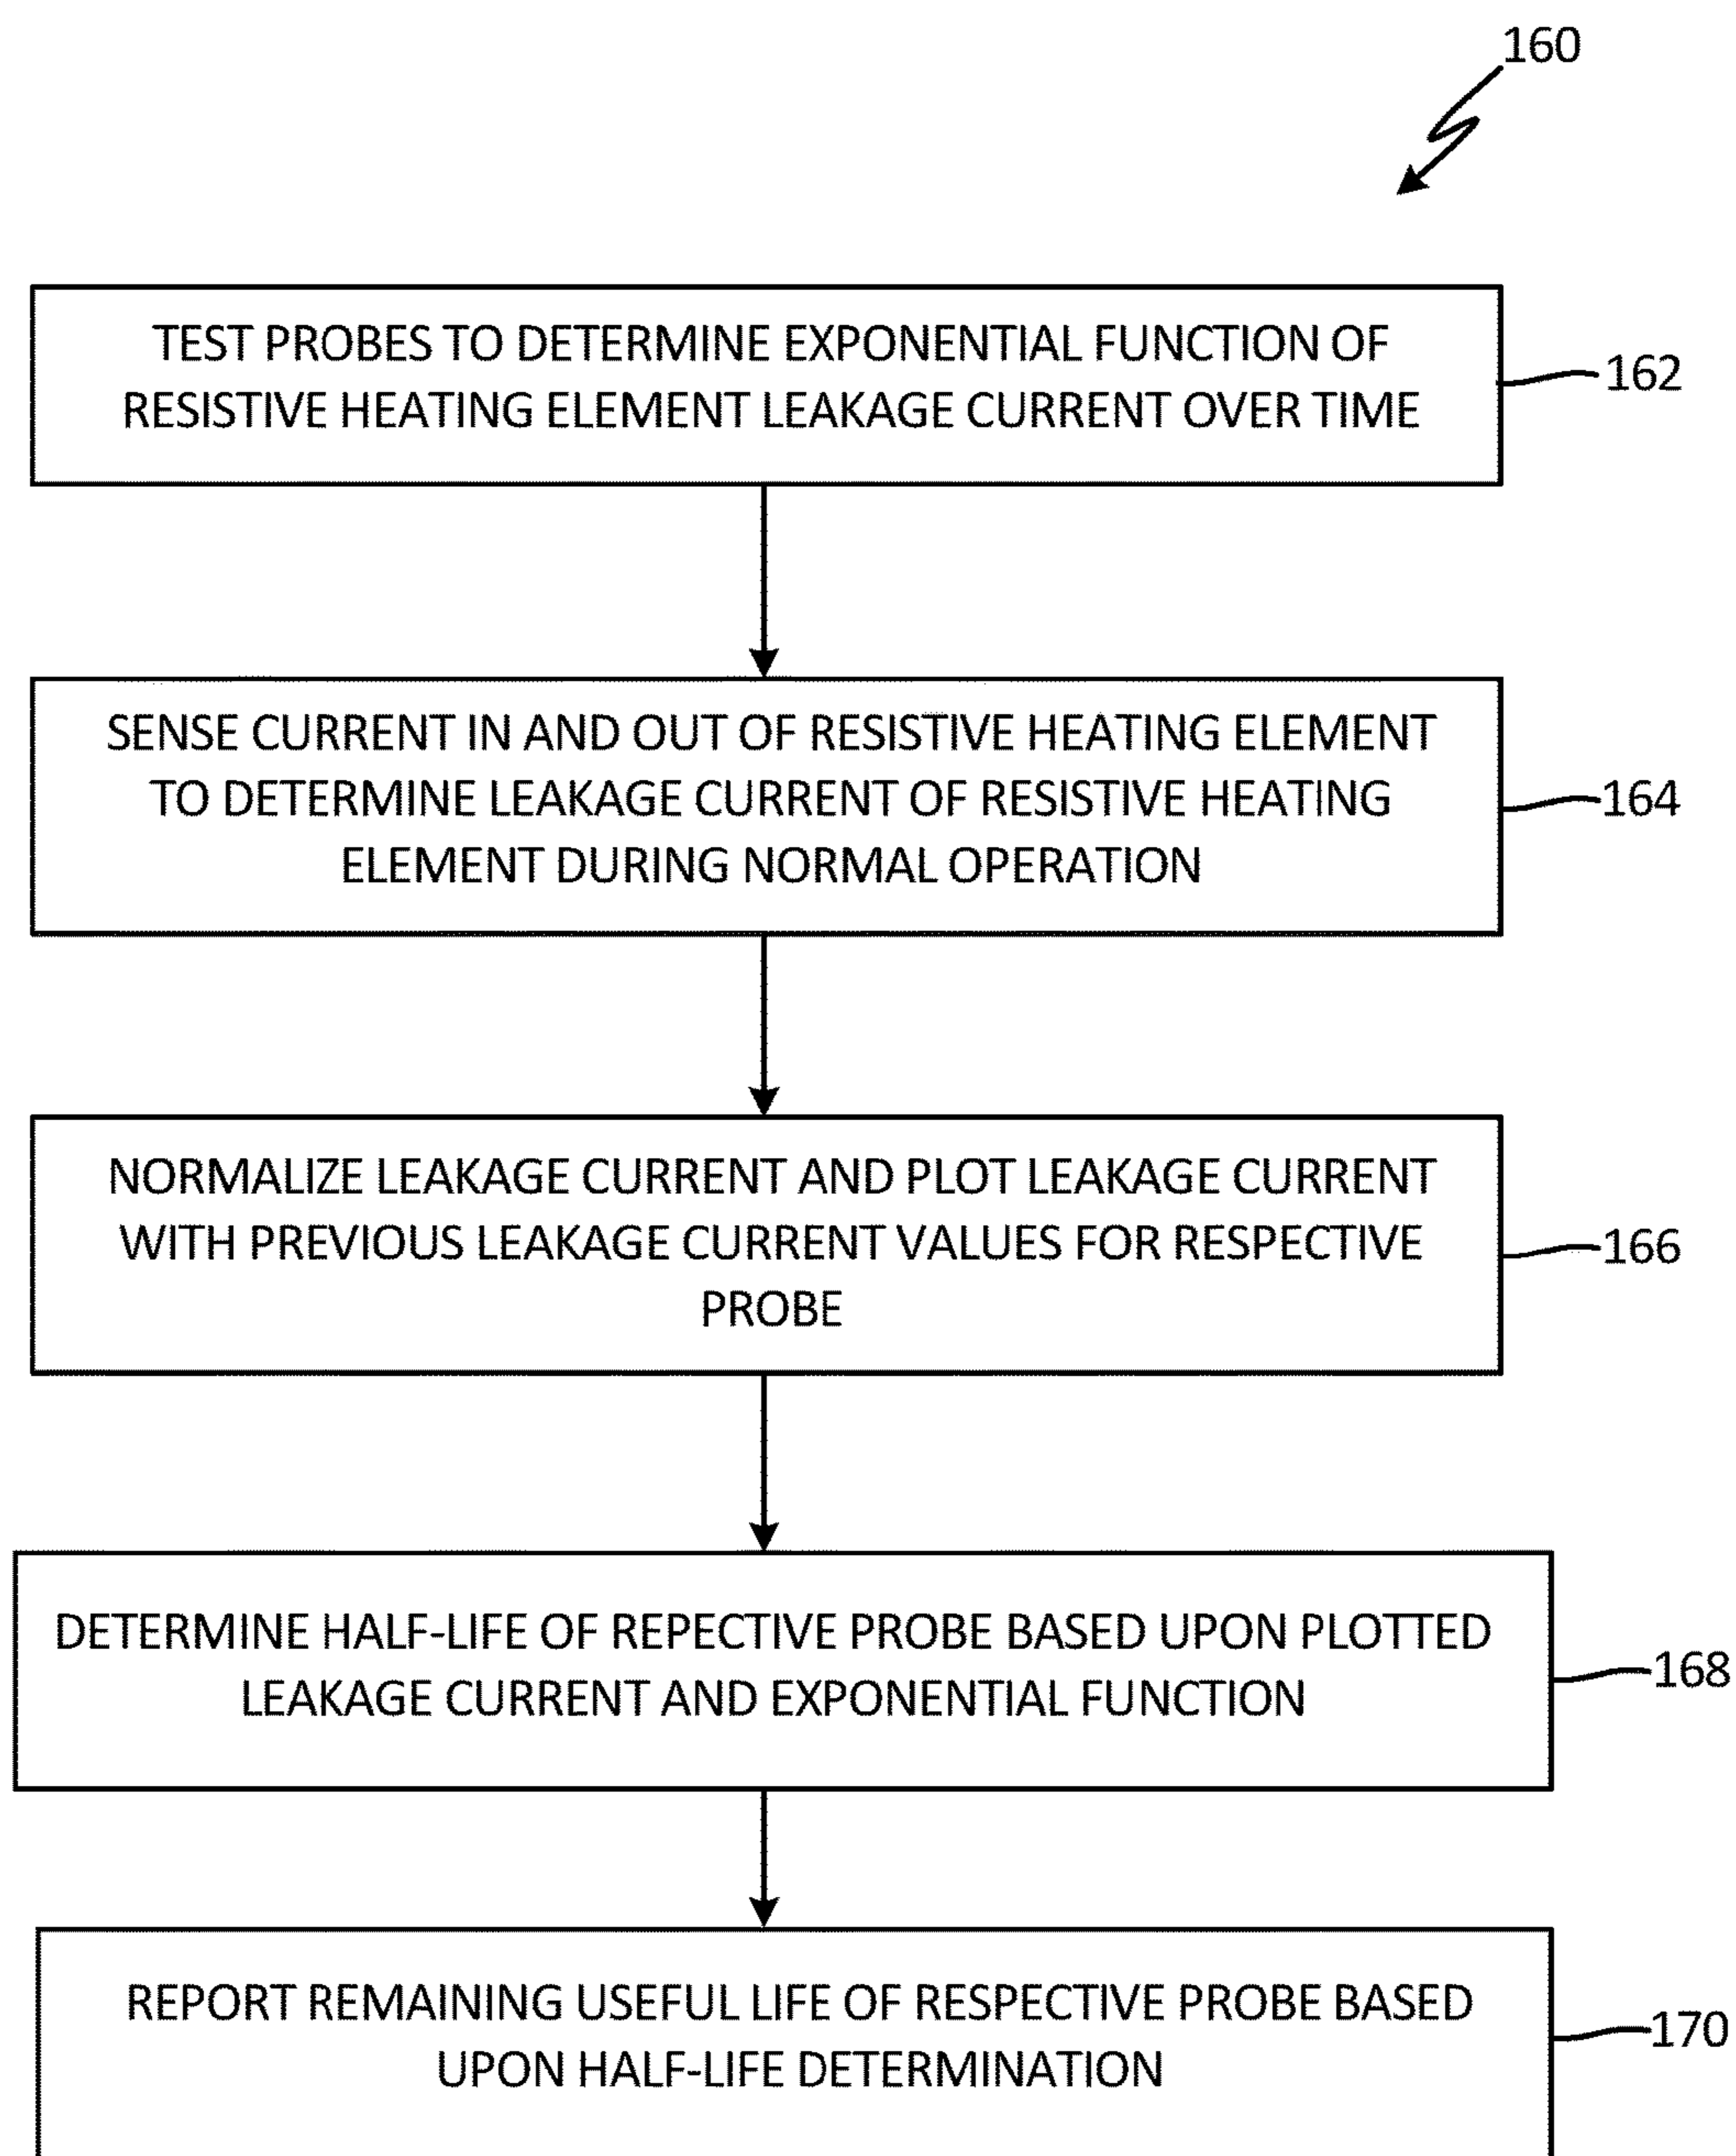 160
TEST PROBES TO DETERMINE EXPONENTIAL FUNCTION OF
RESISTIVE HEATING ELEMENT LEAKAGE CURRENT OVER TIME
162
SENSE CURRENT IN AND OUT OF RESISTIVE HEATING ELEMENT
TO DETERMINE LEAKAGE CURRENT OF RESISTIVE HEATING
ELEMENT DURING NORMAL OPERATION
164
NORMALIZE LEAKAGE CURRENT AND PLOT LEAKAGE CURRENT
WITH PREVIOUS LEAKAGE CURRENT VALUES FOR RESPECTIVE
PROBE
166
DETERMINE HALF-LIFE OF REPECTIVE PROBE BASED UPON PLOTTED
LEAKAGE CURRENT AND EXPONENTIAL FUNCTION
168
REPORT REMAINING USEFUL LIFE OF RESPECTIVE PROBE BASED
UPON HALF-LIFE DETERMINATION
170